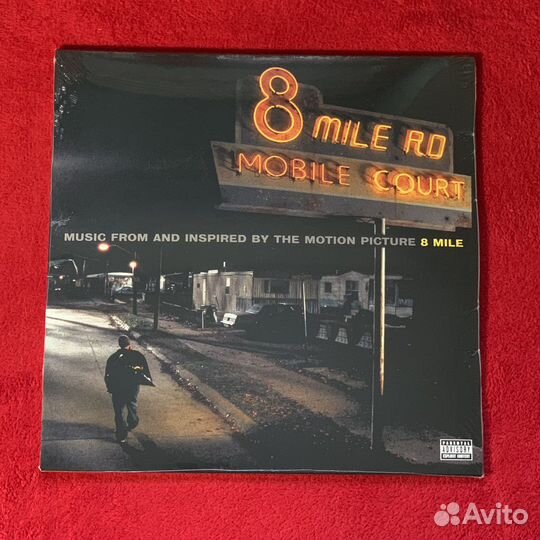 8 MILE RD
MOBILE COURT
MUSIC FROM AND INSPIRED BY THE MOTION PICTURE 8 MILE
PARENTAL
ADVISORY
EXPLICIT CONTENT
Avito